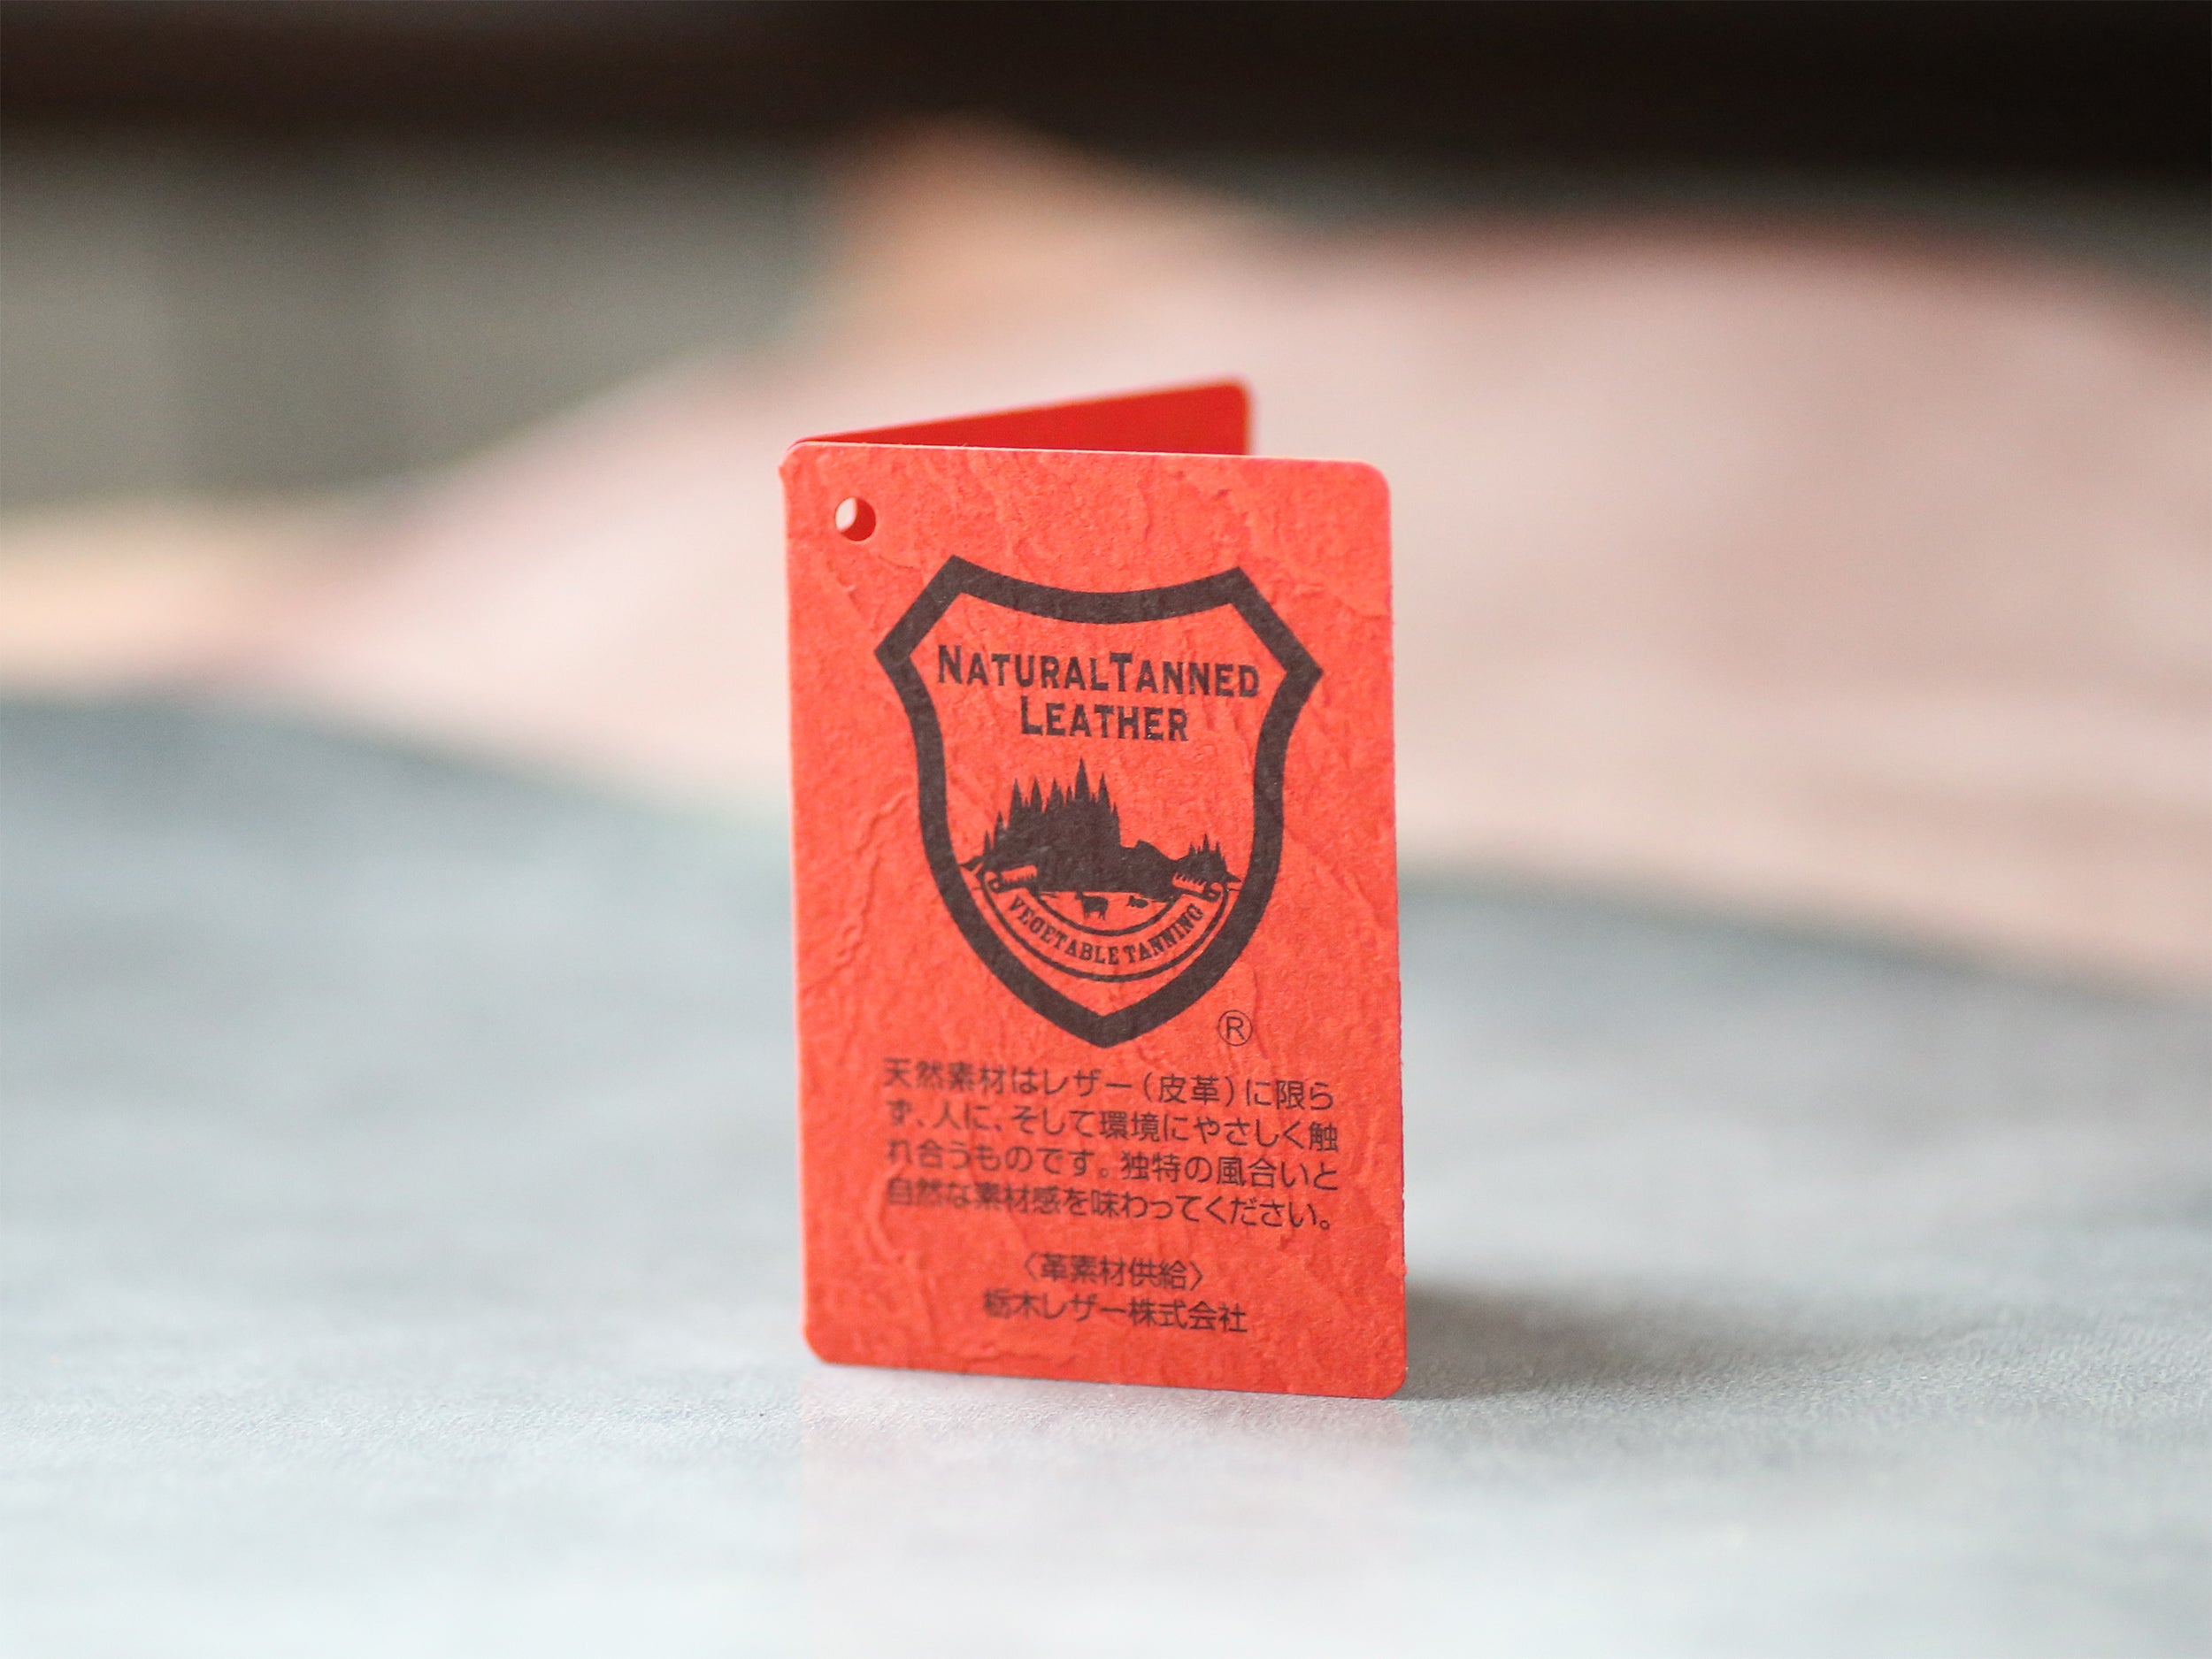 NATURALTANNED
LEATHER
VEGETABLE TANNING
®
天然素材はレザー(皮革)に限ら
ず、人に、そして環境にやさしく触
れ合うものです。独特の風合いと
自然な素材感を味わってください。
〈革素材供給〉
栃木レザー株式会社